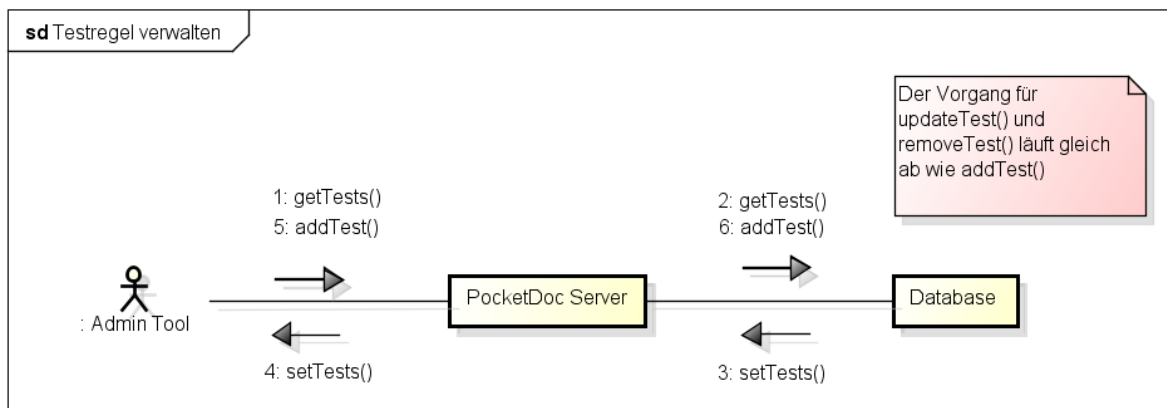 sd Testregel verwalten
Der Vorgang für
updateTest() und
removeTest() läuft gleich
ab wie addTest()
1: getTests()
5: addTest()
2: getTests()
6: addTest()
: Admin Tool
PocketDoc Server
Database
4: setTests()
3: setTests()